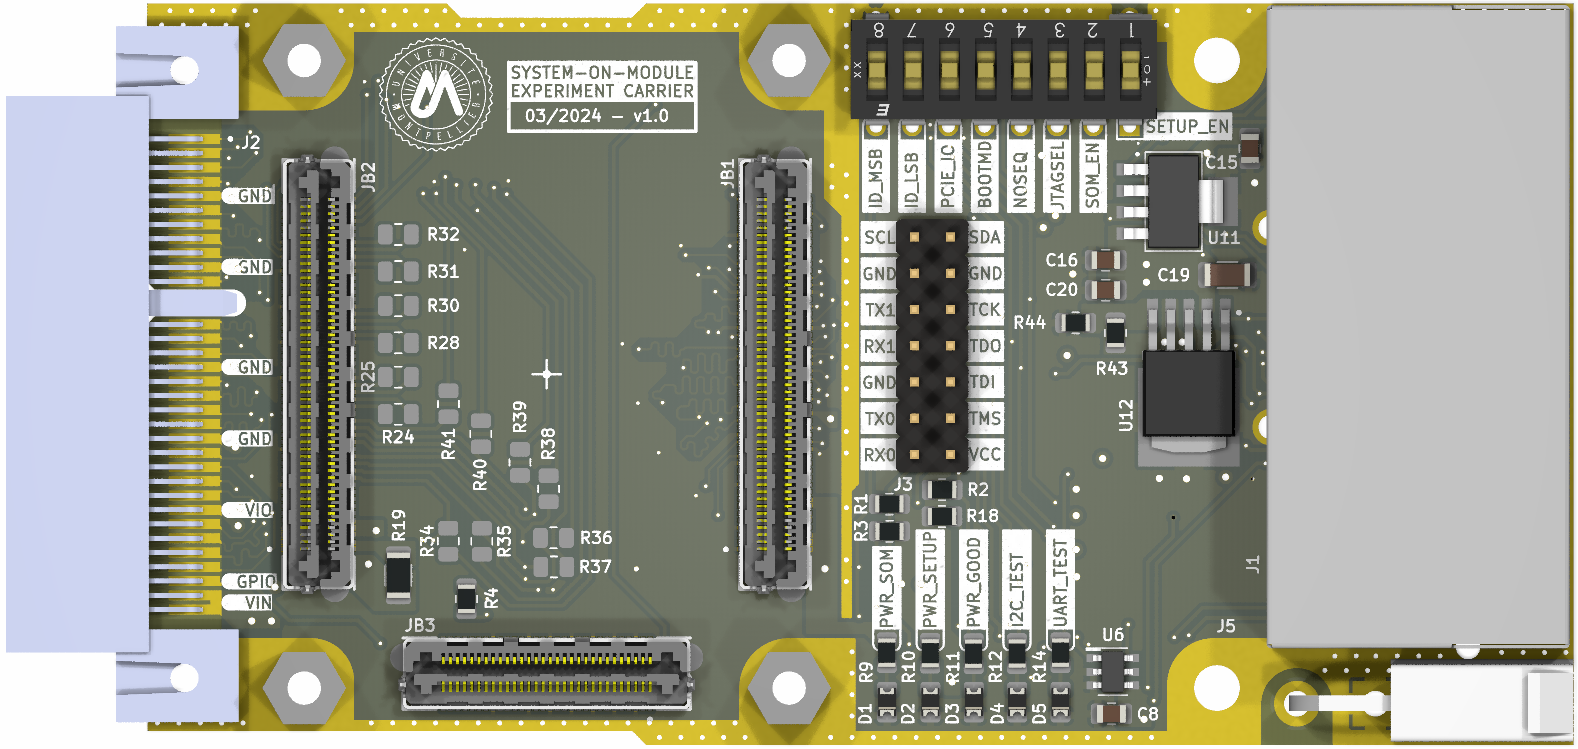 UNIVERSITÉ
MONTPELLIER
SYSTEM-ON-MODULE
EXPERIMENT CARRIER
03/2024 - v1.0
8 7 6 5 4 3 2 1
E
SETUP_EN
ID_MSB
ID_LSB
PCIE_IC
BOOTMD
NOSEQ
JTAGSEL
SOM_EN
J2
GND
GND
GND
GND
VIO
GPIO
VIN
JB2
JB1
R32
R31
R30
R28
R25
R24
R41
R40
R39
R38
R19
R34
R35
R36
R37
R4
JB3
SCL SDA
GND GND
TX1 TCK
RX1 TDO
GND TDI
TX0 TMS
RX0 VCC
J3
R1
R2
R3
R18
C15
U11
C16
C19
C20
R44
R43
U12
J1
J5
PWR_SOM
PWR_SETUP
PWR_GOOD
I2C_TEST
UART_TEST
R9
R10
R11
R12
R14
U6
D1
D2
D3
D4
D5
C8